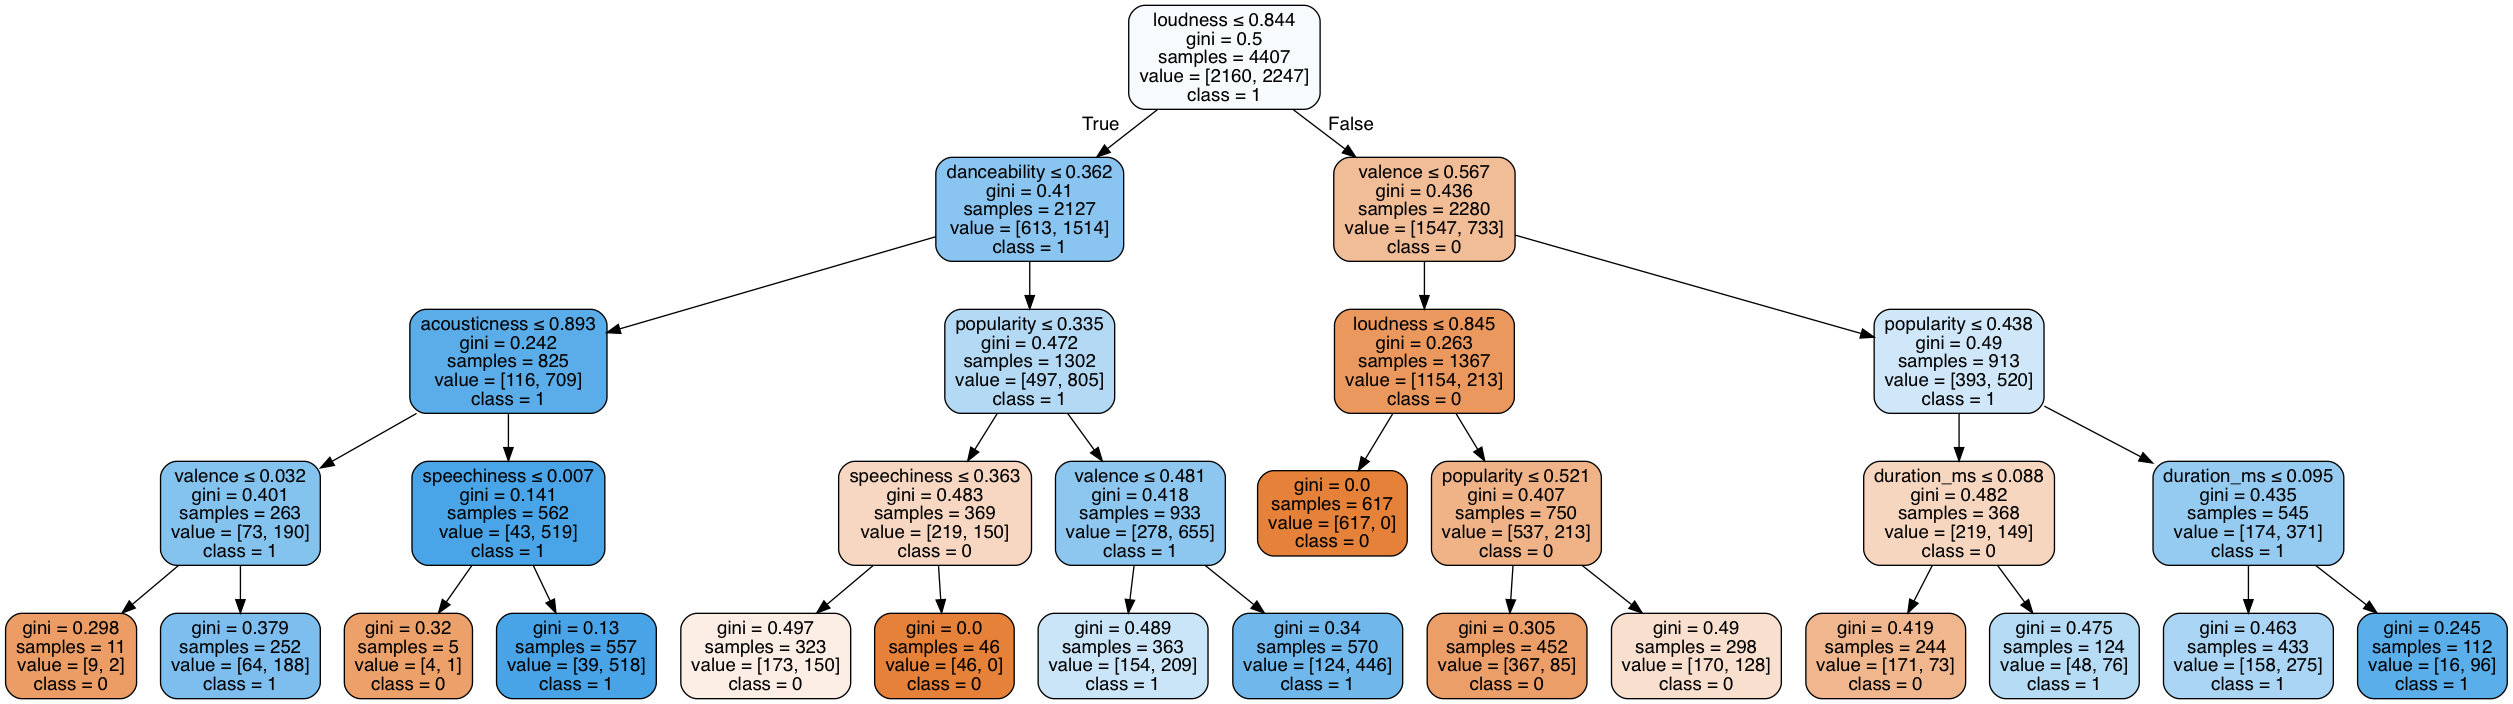 loudness ≤ 0.844
gini = 0.5
samples = 4407
value = [2160, 2247]
class = 1
True
False
danceability ≤ 0.362
gini = 0.41
samples = 2127
value = [613, 1514]
class = 1
valence ≤ 0.567
gini = 0.436
samples = 2280
value = [1547, 733]
class = 0
acousticness ≤ 0.893
gini = 0.242
samples = 825
value = [116, 709]
class = 1
popularity ≤ 0.335
gini = 0.472
samples = 1302
value = [497, 805]
class = 1
loudness ≤ 0.845
gini = 0.263
samples = 1367
value = [1154, 213]
class = 0
popularity ≤ 0.438
gini = 0.49
samples = 913
value = [393, 520]
class = 1
valence ≤ 0.032
gini = 0.401
samples = 263
value = [73, 190]
class = 1
speechiness ≤ 0.007
gini = 0.141
samples = 562
value = [43, 519]
class = 1
speechiness ≤ 0.363
gini = 0.483
samples = 369
value = [219, 150]
class = 0
valence ≤ 0.481
gini = 0.418
samples = 933
value = [278, 655]
class = 1
gini = 0.0
samples = 617
value = [617, 0]
class = 0
popularity ≤ 0.521
gini = 0.407
samples = 750
value = [537, 213]
class = 0
duration_ms ≤ 0.088
gini = 0.482
samples = 368
value = [219, 149]
class = 0
duration_ms ≤ 0.095
gini = 0.435
samples = 545
value = [174, 371]
class = 1
gini = 0.298
samples = 11
value = [9, 2]
class = 0
gini = 0.379
samples = 252
value = [64, 188]
class = 1
gini = 0.32
samples = 5
value = [4, 1]
class = 0
gini = 0.13
samples = 557
value = [39, 518]
class = 1
gini = 0.497
samples = 323
value = [173, 150]
class = 0
gini = 0.0
samples = 46
value = [46, 0]
class = 0
gini = 0.489
samples = 363
value = [154, 209]
class = 1
gini = 0.34
samples = 570
value = [124, 446]
class = 1
gini = 0.305
samples = 452
value = [367, 85]
class = 0
gini = 0.49
samples = 298
value = [170, 128]
class = 0
gini = 0.419
samples = 244
value = [171, 73]
class = 0
gini = 0.475
samples = 124
value = [48, 76]
class = 1
gini = 0.463
samples = 433
value = [158, 275]
class = 1
gini = 0.245
samples = 112
value = [16, 96]
class = 1